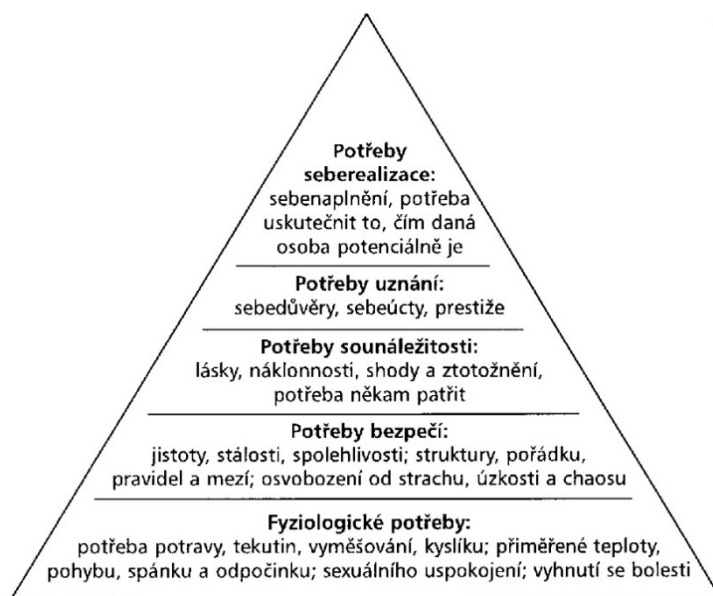 Potřeby
seberealizace:
sebenaplnění, potřeba
uskutečnit to, čím daná
osoba potenciálně je
Potřeby uznání:
sebedůvěry, sebeúcty, prestiže
Potřeby sounáležitosti:
lásky, náklonnosti, shody a ztotožnění,
potřeba někam patřit
Potřeby bezpečí:
jistoty, stálosti, spolehlivosti; struktury, pořádku,
pravidel a mezí; osvobození od strachu, úzkosti a chaosu
Fyziologické potřeby:
potřeba potravy, tekutin, vyměšování, kyslíku; přiměřené teploty,
pohybu, spánku a odpočinku; sexuálního uspokojení; vyhnutí se bolesti